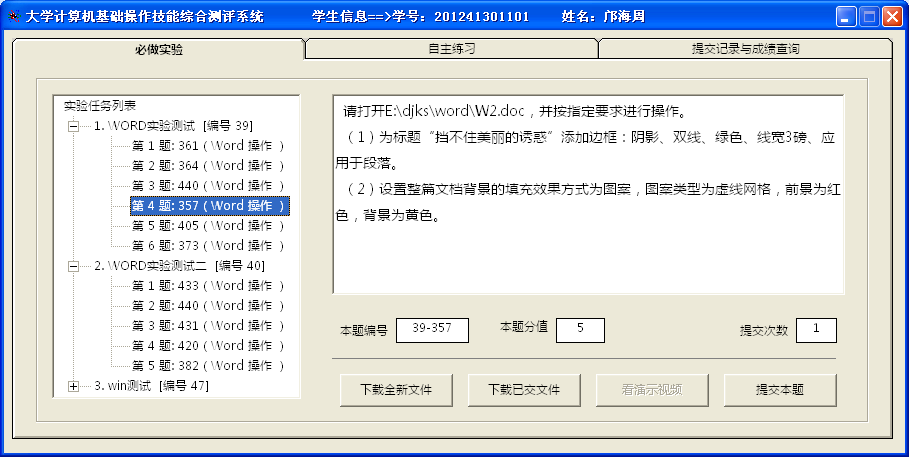 大学计算机基础操作技能综合测评系统 学生信息==>学号：201241301101 姓名：邝海周
必做实验 自主练习 提交记录与成绩查询
实验任务列表
1. WORD实验测试 [编号 39]
第 1 题: 361 ( Word 操作 )
第 2 题: 364 ( Word 操作 )
第 3 题: 440 ( Word 操作 )
第 4 题: 357 ( Word 操作 )
第 5 题: 405 ( Word 操作 )
第 6 题: 373 ( Word 操作 )
2. WORD实验测试二 [编号 40]
第 1 题: 433 ( Word 操作 )
第 2 题: 440 ( Word 操作 )
第 3 题: 431 ( Word 操作 )
第 4 题: 420 ( Word 操作 )
第 5 题: 382 ( Word 操作 )
3. win测试 [编号 47]
请打开E:\djks\word\W2.doc，并按指定要求进行操作。
（1）为标题“挡不住美丽的诱惑”添加边框：阴影、双线、绿色、线宽3磅、应
用于段落。
（2）设置整篇文档背景的填充效果方式为图案，图案类型为虚线网格，前景为红
色，背景为黄色。
本题编号 39-357 本题分值 5 提交次数 1
下载全新文件 下载已交文件 看演示视频 提交本题